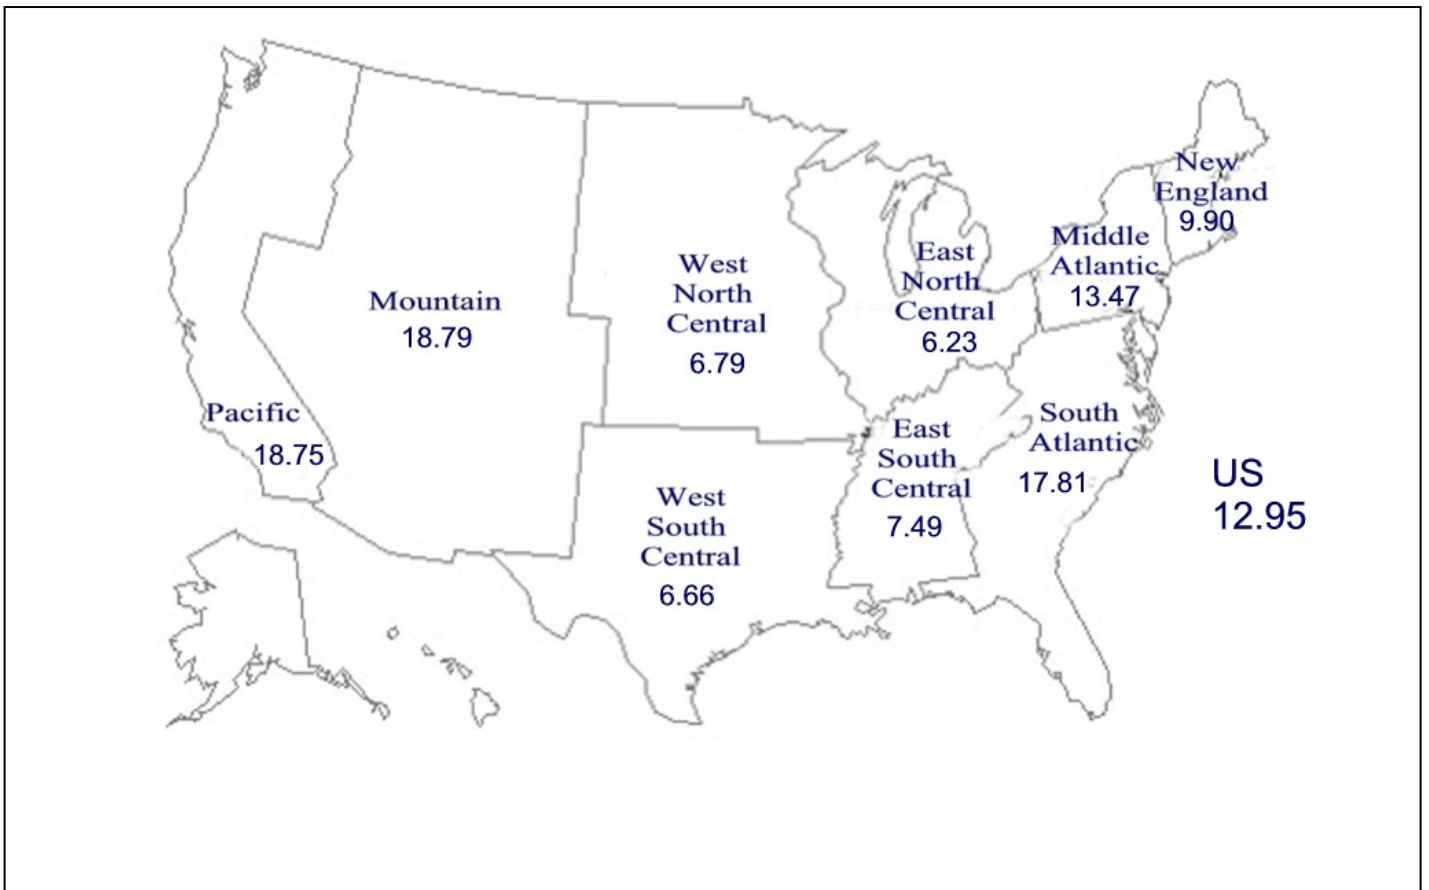 New
England
9.90
Middle
Atlantic
13.47
East
North
Central
6.23
West
North
Central
6.79
Mountain
18.79
Pacific
18.75
West
South
Central
6.66
East
South
Central
7.49
South
Atlantic
17.81
US
12.95